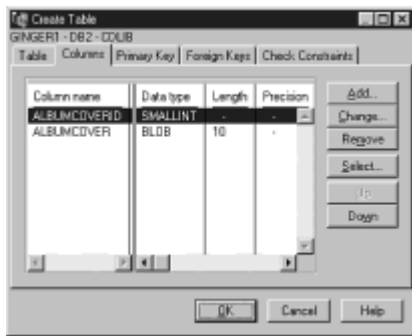 Create Table
GINGER1 - DB2 - COLIB
Table Columns Primary Key Foreign Keys Check Constraints
Column name Data type Length Precision
ALBUMCOVERID SMALLINT - -
ALBUMCOVER BLOB 10 -
Add...
Change...
Remove
Select...
Up
Down
OK Cancel Help